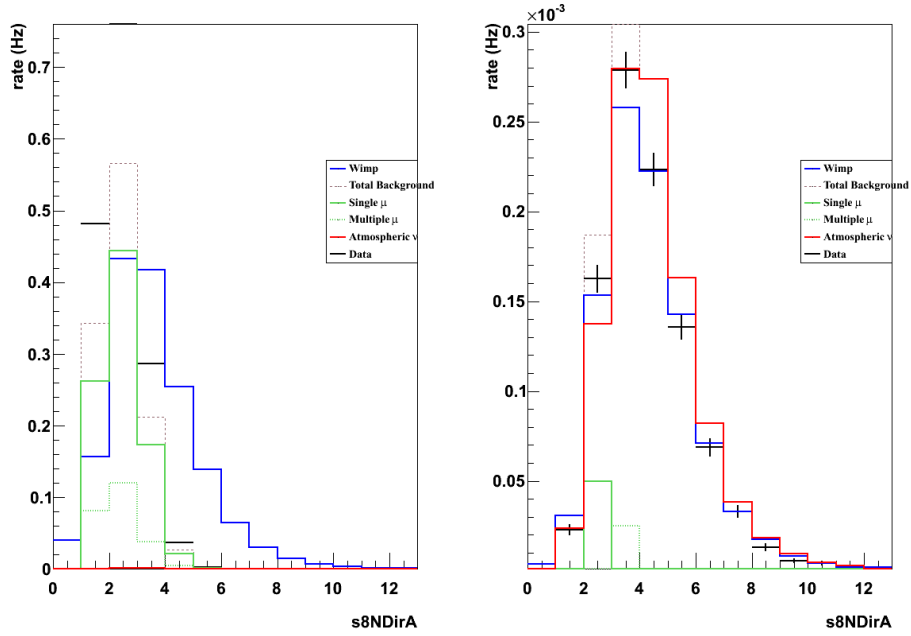 rate (Hz)
0.7
0.6
0.5
0.4
0.3
0.2
0.1
0
0 2 4 6 8 10 12
s8NDirA
Wimp
Total Background
Single μ
Multiple μ
Atmospheric ν
Data
×10⁻³
rate (Hz)
0.3
0.25
0.2
0.15
0.1
0.05
0 2 4 6 8 10 12
s8NDirA
Wimp
Total Background
Single μ
Multiple μ
Atmospheric ν
Data